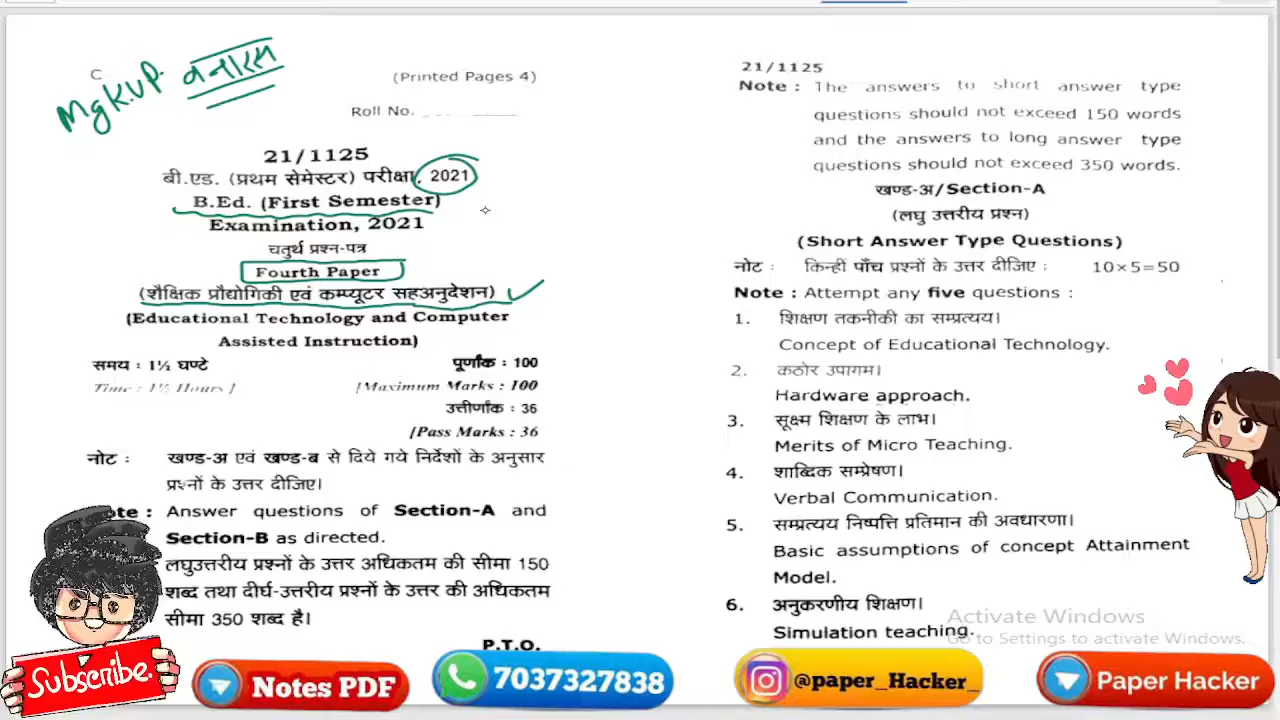 C
MgKVP. बनारस
(Printed Pages 4)
Roll No.
21/1125
बी.एड. (प्रथम सेमेस्टर) परीक्षा, 2021
B.Ed. (First Semester)
Examination, 2021
चतुर्थ प्रश्न-पत्र
Fourth Paper
(शैक्षिक प्रौद्योगिकी एवं कम्प्यूटर सहअनुदेशन)
(Educational Technology and Computer
Assisted Instruction)
समय : 1½ घण्टे
पूर्णांक : 100
Time : 1½ Hours ]
[Maximum Marks : 100
उत्तीर्णांक : 36
[Pass Marks : 36
नोट : खण्ड-अ एवं खण्ड-ब से दिये गये निर्देशों के अनुसार
प्रश्नों के उत्तर दीजिए।
Note : Answer questions of Section-A and
Section-B as directed.
लघुउत्तरीय प्रश्नों के उत्तर अधिकतम की सीमा 150
शब्द तथा दीर्घ-उत्तरीय प्रश्नों के उत्तर की अधिकतम
सीमा 350 शब्द है।
P.T.O.
21/1125
Note : The answers to short answer type
questions should not exceed 150 words
and the answers to long answer type
questions should not exceed 350 words.
खण्ड-अ/Section-A
(लघु उत्तरीय प्रश्न)
(Short Answer Type Questions)
नोट : किन्हीं पाँच प्रश्नों के उत्तर दीजिए : 10×5=50
Note : Attempt any five questions :
1. शिक्षण तकनीकी का सम्प्रत्यय।
Concept of Educational Technology.
2. कठोर उपागम।
Hardware approach.
3. सूक्ष्म शिक्षण के लाभ।
Merits of Micro Teaching.
4. शाब्दिक सम्प्रेषण।
Verbal Communication.
5. सम्प्रत्यय निष्पत्ति प्रतिमान की अवधारणा।
Basic assumptions of concept Attainment
Model.
6. अनुकरणीय शिक्षण।
Simulation teaching.
Activate Windows
Go to Settings to activate Windows.
Subscribe
Notes PDF
7037327838
@paper_Hacker_
Paper Hacker